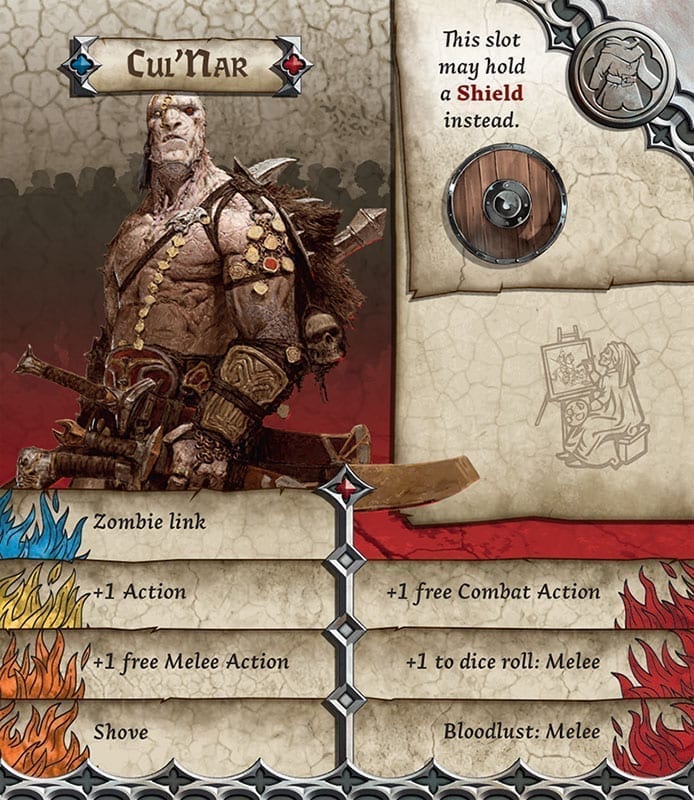 Cul'Nar
This slot
may hold
a Shield
instead.
Zombie link
+1 Action
+1 free Melee Action
Shove
+1 free Combat Action
+1 to dice roll: Melee
Bloodlust: Melee